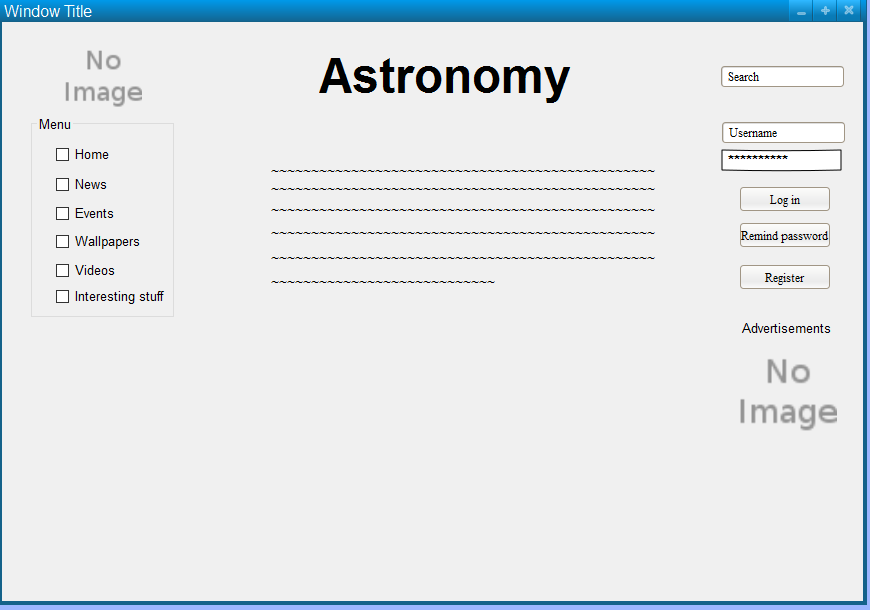 Window Title
No
Image
Astronomy
Search
Menu
Home
News
Events
Wallpapers
Videos
Interesting stuff
~~~~~~~~~~~~~~~~~~~~~~~~~~~~~~~~~~~~~~~~~~~~~~~~
~~~~~~~~~~~~~~~~~~~~~~~~~~~~~~~~~~~~~~~~~~~~~~~~
~~~~~~~~~~~~~~~~~~~~~~~~~~~~~~~~~~~~~~~~~~~~~~~~
~~~~~~~~~~~~~~~~~~~~~~~~~~~~~~~~~~~~~~~~~~~~~~~~
~~~~~~~~~~~~~~~~~~~~~~~~~~~~~~~~~~~~~~~~~~~~~~~~
~~~~~~~~~~~~~~~~~~~~~~~~~~~~
Username
**********
Log in
Remind password
Register
Advertisements
No
Image